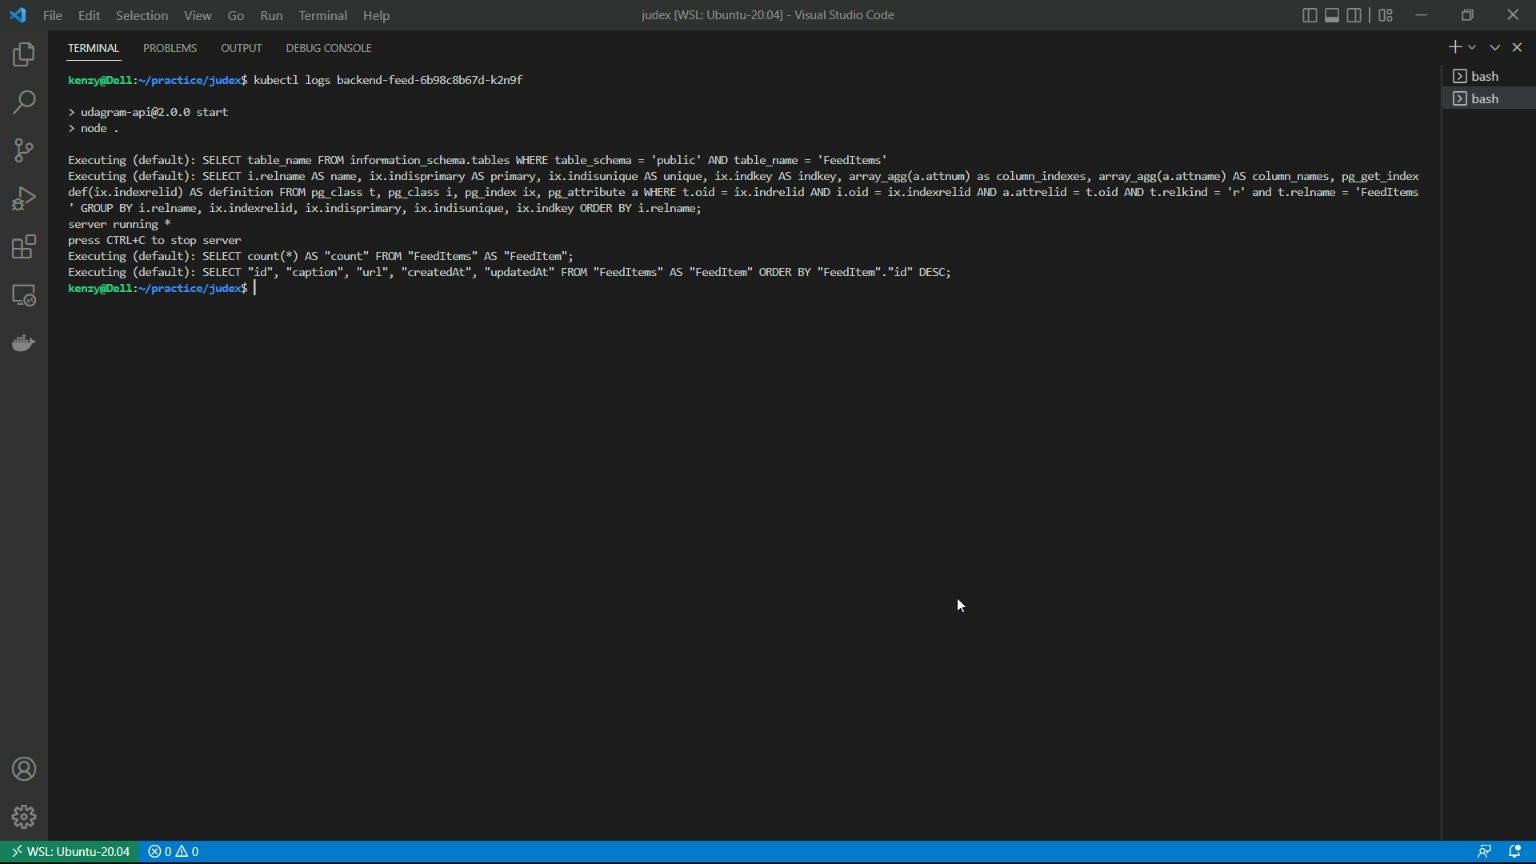 File Edit Selection View Go Run Terminal Help judex [WSL: Ubuntu-20.04] - Visual Studio Code
TERMINAL PROBLEMS OUTPUT DEBUG CONSOLE
kenzy@Dell:~/practice/judex$ kubectl logs backend-feed-6b98c8b67d-k2n9f
> udagram-api@2.0.0 start
> node .
Executing (default): SELECT table_name FROM information_schema.tables WHERE table_schema = 'public' AND table_name = 'FeedItems'
Executing (default): SELECT i.relname AS name, ix.indisprimary AS primary, ix.indisunique AS unique, ix.indkey AS indkey, array_agg(a.attnum) as column_indexes, array_agg(a.attname) AS column_names, pg_get_index
def(ix.indexrelid) AS definition FROM pg_class t, pg_class i, pg_index ix, pg_attribute a WHERE t.oid = ix.indrelid AND i.oid = ix.indexrelid AND a.attrelid = t.oid AND t.relkind = 'r' and t.relname = 'FeedItems
' GROUP BY i.relname, ix.indexrelid, ix.indisprimary, ix.indisunique, ix.indkey ORDER BY i.relname;
server running *
press CTRL+C to stop server
Executing (default): SELECT count(*) AS "count" FROM "FeedItems" AS "FeedItem";
Executing (default): SELECT "id", "caption", "url", "createdAt", "updatedAt" FROM "FeedItems" AS "FeedItem" ORDER BY "FeedItem"."id" DESC;
kenzy@Dell:~/practice/judex$
bash
bash
WSL: Ubuntu-20.04 0 0